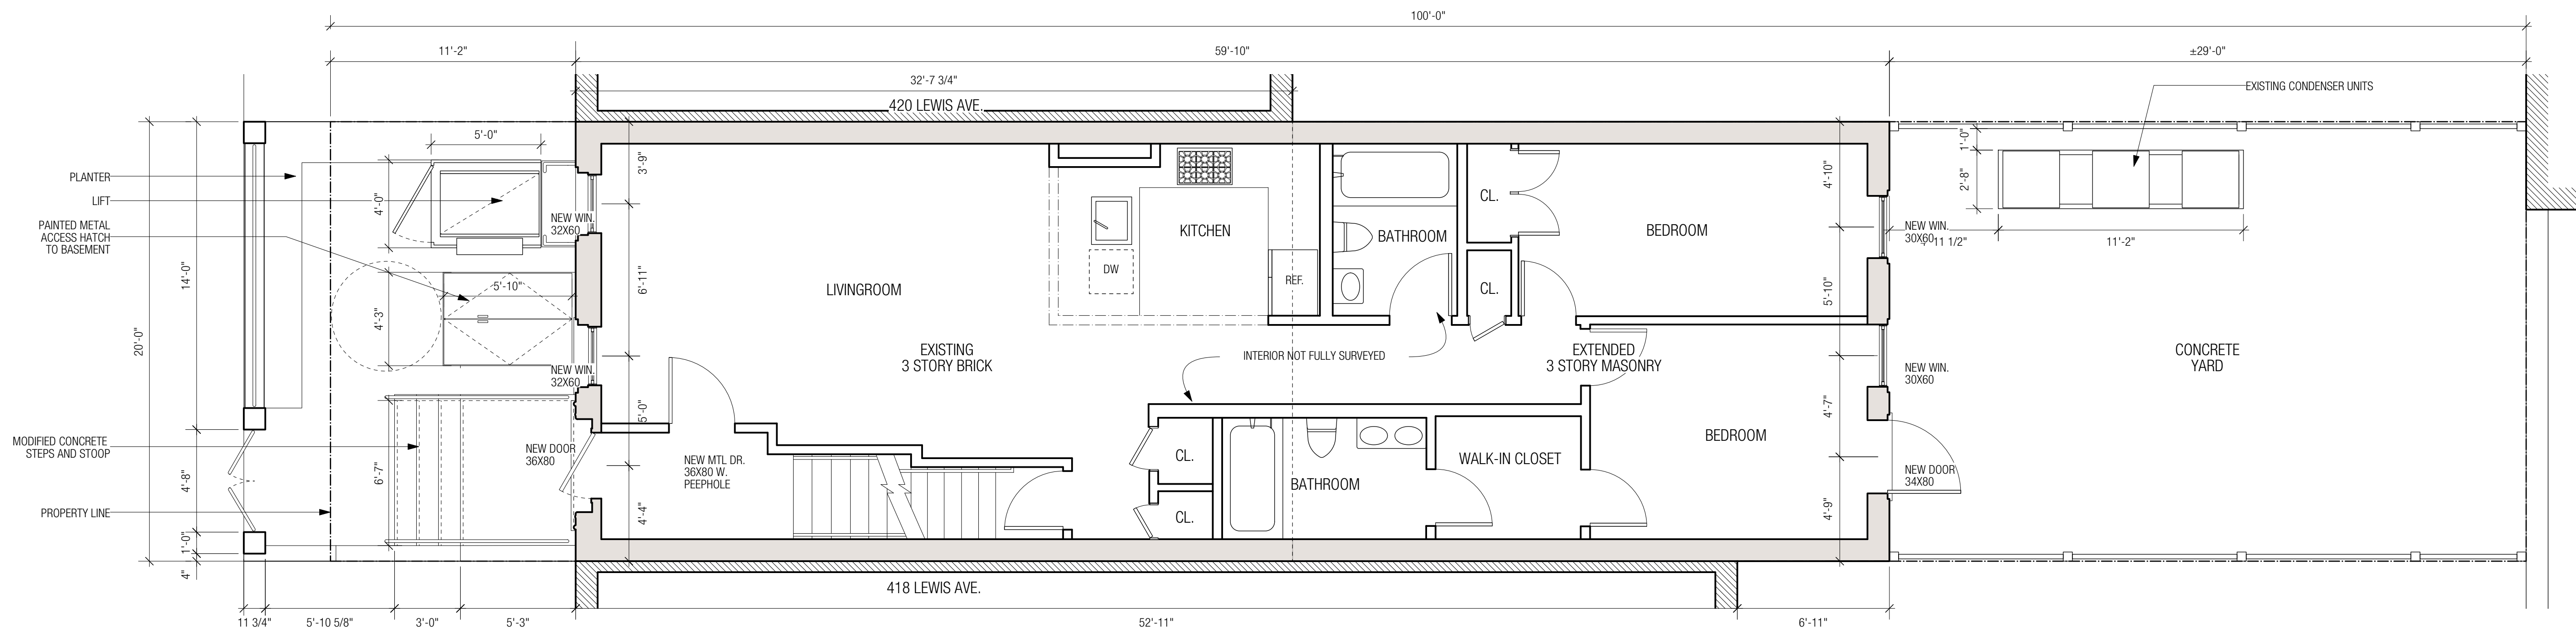 100'-0"
11'-2"
59'-10"
±29'-0"
32'-7 3/4"
420 LEWIS AVE.
EXISTING CONDENSER UNITS
5'-0"
3'-9"
4'-10"
1'-0"
2'-8"
PLANTER
LIFT
PAINTED METAL
ACCESS HATCH
TO BASEMENT
4'-0"
NEW WIN.
32X60
KITCHEN
DW
REF.
BATHROOM
CL.
CL.
BEDROOM
NEW WIN.
30X60
11 1/2"
11'-2"
14'-0"
20'-0"
4'-3"
5'-10"
6'-11"
LIVINGROOM
5'-10"
EXISTING
3 STORY BRICK
INTERIOR NOT FULLY SURVEYED
EXTENDED
3 STORY MASONRY
CONCRETE
YARD
NEW WIN.
32X60
NEW WIN.
30X60
5'-0"
4'-7"
MODIFIED CONCRETE
STEPS AND STOOP
4'-8"
6'-7"
NEW DOOR
36X80
NEW MTL DR.
36X80 W.
PEEPHOLE
4'-4"
CL.
CL.
BATHROOM
WALK-IN CLOSET
BEDROOM
4'-9"
NEW DOOR
34X80
PROPERTY LINE
1'-0"
4"
418 LEWIS AVE.
11 3/4"
5'-10 5/8"
3'-0"
5'-3"
52'-11"
6'-11"